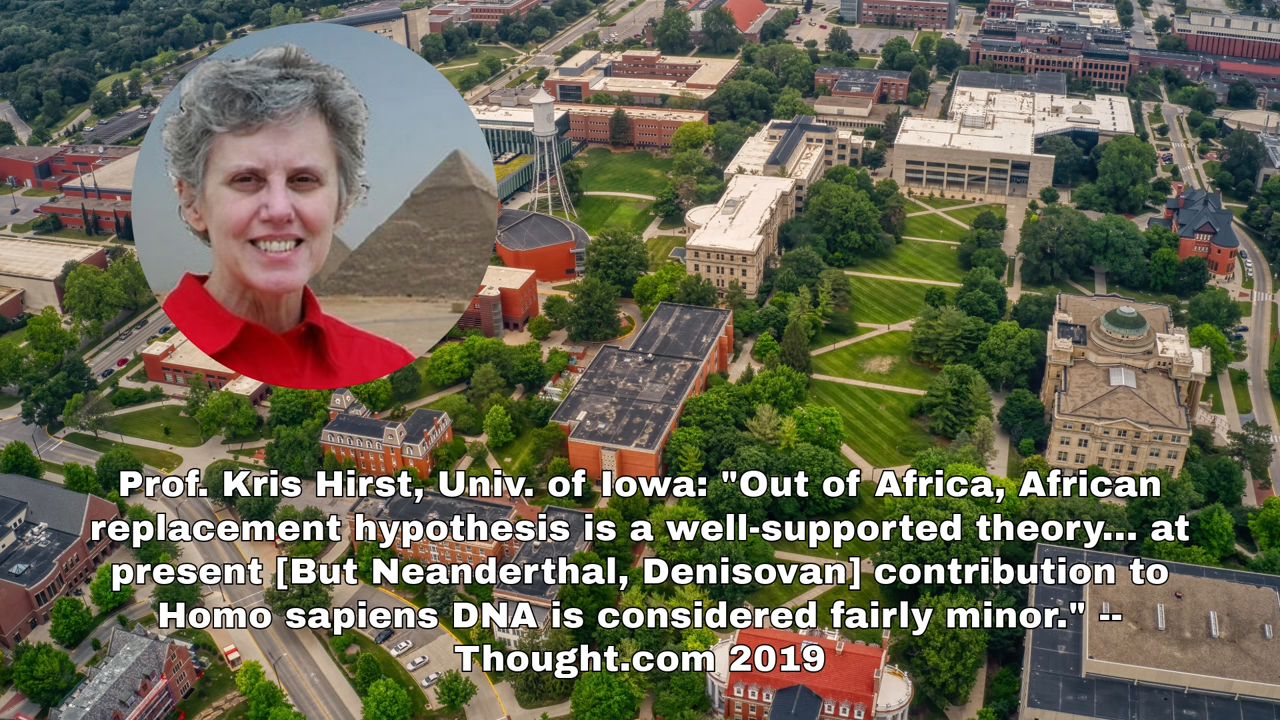 Prof. Kris Hirst, Univ. of Iowa: "Out of Africa, African
replacement hypothesis is a well-supported theory... at
present [But Neanderthal, Denisovan] contribution to
Homo sapiens DNA is considered fairly minor." --
Thought.com 2019